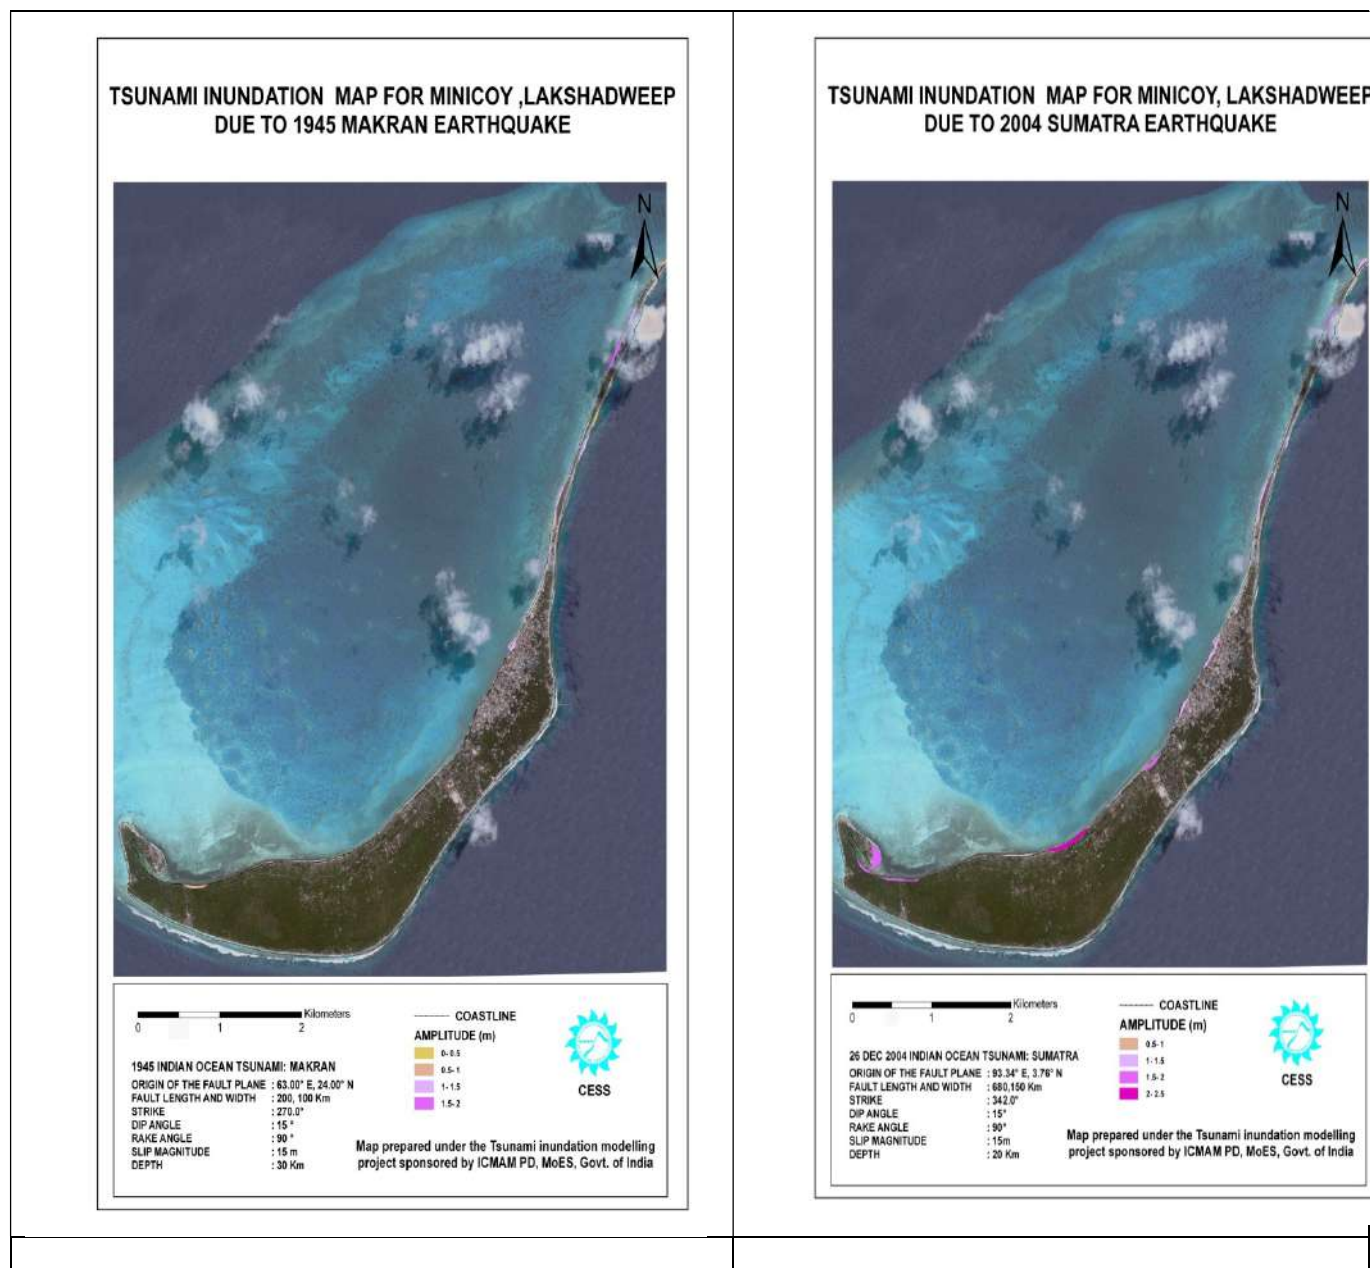 TSUNAMI INUNDATION MAP FOR MINICOY ,LAKSHADWEEP
DUE TO 1945 MAKRAN EARTHQUAKE
N
0 1 2 Kilometers
1945 INDIAN OCEAN TSUNAMI: MAKRAN
ORIGIN OF THE FAULT PLANE : 63.00° E, 24.00° N
FAULT LENGTH AND WIDTH : 200, 100 Km
STRIKE : 270.0°
DIP ANGLE : 15 °
RAKE ANGLE : 90 °
SLIP MAGNITUDE : 15 m
DEPTH : 30 Km
COASTLINE
AMPLITUDE (m)
0- 0.5
0.5- 1
1- 1.5
1.5- 2
CESS
Map prepared under the Tsunami inundation modelling
project sponsored by ICMAM PD, MoES, Govt. of India
TSUNAMI INUNDATION MAP FOR MINICOY, LAKSHADWEEP
DUE TO 2004 SUMATRA EARTHQUAKE
N
0 1 2 Kilometers
26 DEC 2004 INDIAN OCEAN TSUNAMI: SUMATRA
ORIGIN OF THE FAULT PLANE : 93.34° E, 3.76° N
FAULT LENGTH AND WIDTH : 680,150 Km
STRIKE : 342.0°
DIP ANGLE : 15°
RAKE ANGLE : 90°
SLIP MAGNITUDE : 15m
DEPTH : 20 Km
COASTLINE
AMPLITUDE (m)
0.5- 1
1- 1.5
1.5- 2
2- 2.5
CESS
Map prepared under the Tsunami inundation modelling
project sponsored by ICMAM PD, MoES, Govt. of India